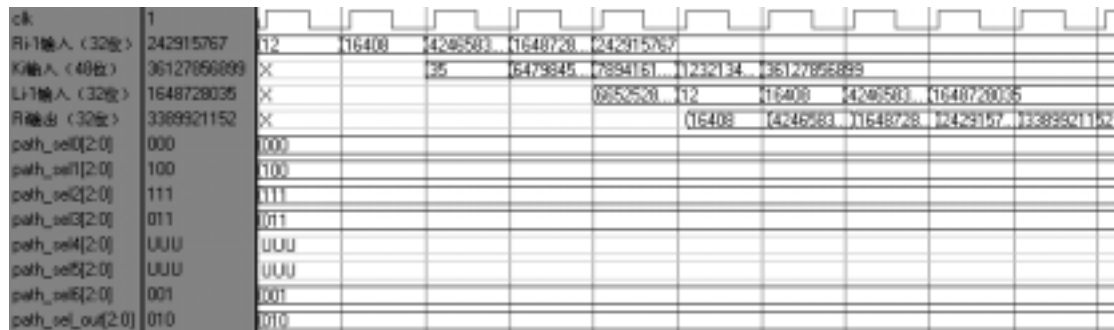 clk 1
Ri-1输入（32位） 242915767 12 16408 4246583... 1648728... 242915767
Ki输入（48位） 36127856899 X 35 6479845... 7894161... 1232134... 36127856899
Li-1输入（32位） 1648728035 X 6652528... 12 16408 4246583... 1648728035
Ri输出（32位） 3389921152 X 16408 4246583... 1648728... 2429157... 3389921152
path_sel0[2:0] 000 000
path_sel1[2:0] 100 100
path_sel2[2:0] 111 111
path_sel3[2:0] 011 011
path_sel4[2:0] UUU UUU
path_sel5[2:0] UUU UUU
path_sel6[2:0] 001 001
path_sel_out[2:0] 010 010